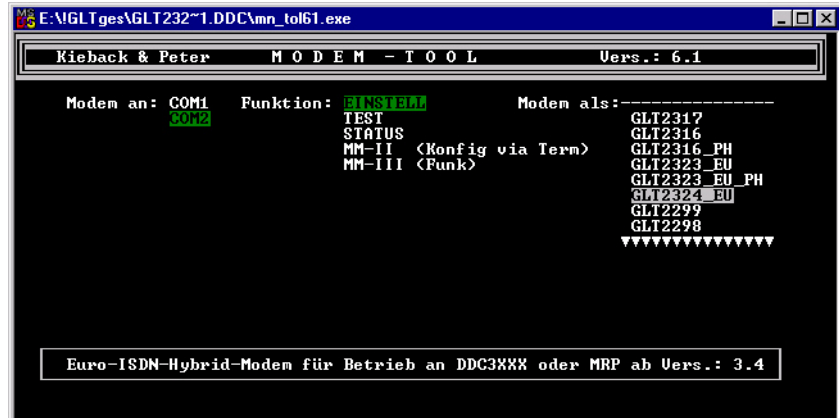 E:\!GLTges\GLT232~1.DDC\mn_tol61.exe
Kieback & Peter M O D E M - T O O L Vers.: 6.1
Modem an: COM1 Funktion: EINSTELL Modem als:---------------
COM2 TEST GLT2317
STATUS GLT2316
MM-II (Konfig via Term) GLT2316_PH
MM-III (Funk) GLT2323_EU
GLT2323_EU_PH
GLT2324_EU
GLT2299
GLT2298
Euro-ISDN-Hybrid-Modem für Betrieb an DDC3XXX oder MRP ab Vers.: 3.4